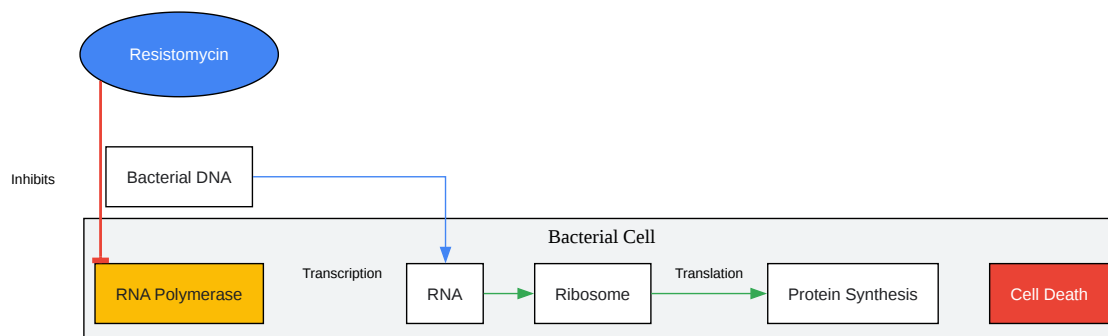 Resistomycin
Inhibits
Bacterial DNA
Bacterial Cell
Transcription
Translation
RNA Polymerase
RNA
Ribosome
Protein Synthesis
Cell Death